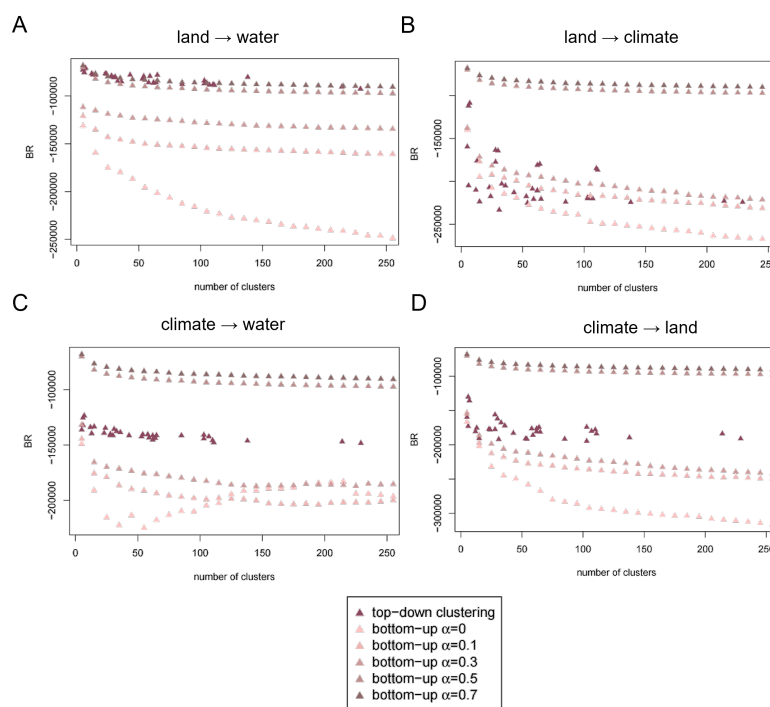 A
land → water
BR
-100000
-150000
-200000
-250000
0
50
100
150
200
250
number of clusters
B
land → climate
BR
-150000
-250000
0
50
100
150
200
250
number of clusters
C
climate → water
BR
-100000
-150000
-200000
0
50
100
150
200
250
number of clusters
D
climate → land
BR
-100000
-200000
-300000
0
50
100
150
200
250
number of clusters
top-down clustering
bottom-up α=0
bottom-up α=0.1
bottom-up α=0.3
bottom-up α=0.5
bottom-up α=0.7